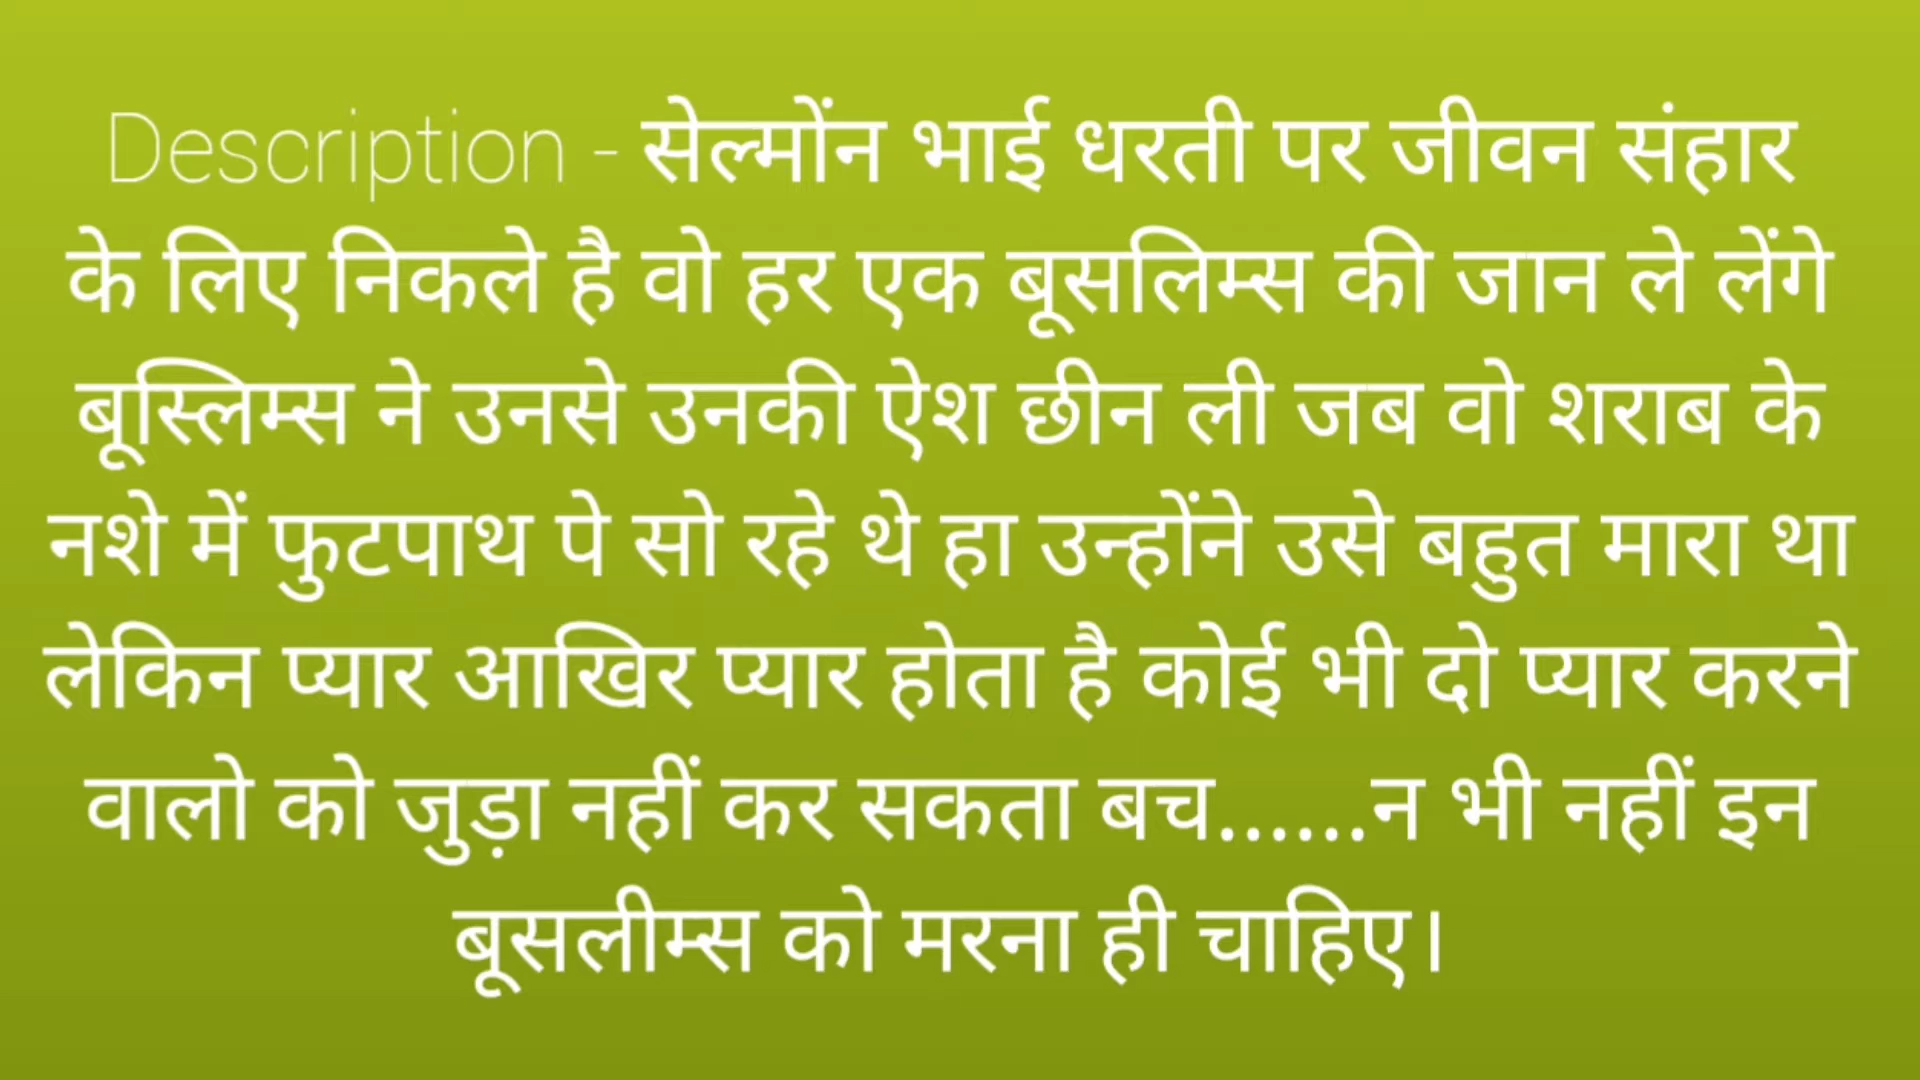 Description - सेल्मोंन भाई धरती पर जीवन संहार
के लिए निकले है वो हर एक बूसलिम्स की जान ले लेंगे
बूस्लिम्स ने उनसे उनकी ऐश छीन ली जब वो शराब के
नशे में फुटपाथ पे सो रहे थे हा उन्होंने उसे बहुत मारा था
लेकिन प्यार आखिर प्यार होता है कोई भी दो प्यार करने
वालो को जुड़ा नहीं कर सकता बच......न भी नहीं इन
बूसलीम्स को मरना ही चाहिए।